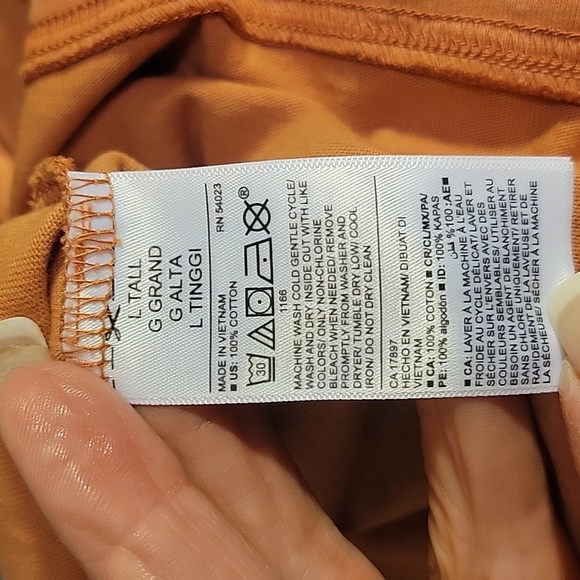 L TALL
G GRAND
G ALTA
L TINGGI
RN 54023
MADE IN VIETNAM
■ US: 100% COTTON
30
®
1166
MACHINE WASH COLD GENTLE CYCLE/
WASH AND DRY INSIDE OUT WITH LIKE
COLORS/ ONLY NON-CHLORINE
BLEACH WHEN NEEDED/ REMOVE
PROMPTLY FROM WASHER AND
DRYER/ TUMBLE DRY LOW/ COOL
IRON/ DO NOT DRY CLEAN
CA 17897
HECHO EN VIETNAM/ DIBUAT DI
VIETNAM
■ CA: 100% COTON ■ CR/CL/MX/PA/
PE: 100% algodón ■ ID: 100% KAPAS
■ AE: 100%
■ CA: LAVER À LA MACHINE À L'EAU
FROIDE AU CYCLE DÉLICAT/ LAVER ET
SÉCHER SUR L'ENVERS AVEC DES
COULEURS SEMBLABLES/ UTILISER AU
BESOIN UN AGENT DE BLANCHIMENT
SANS CHLORE UNIQUEMENT/ RETIRER
RAPIDEMENT DE LA LAVEUSE ET DE
LA SÉCHEUSE/ SÉCHER À LA MACHINE